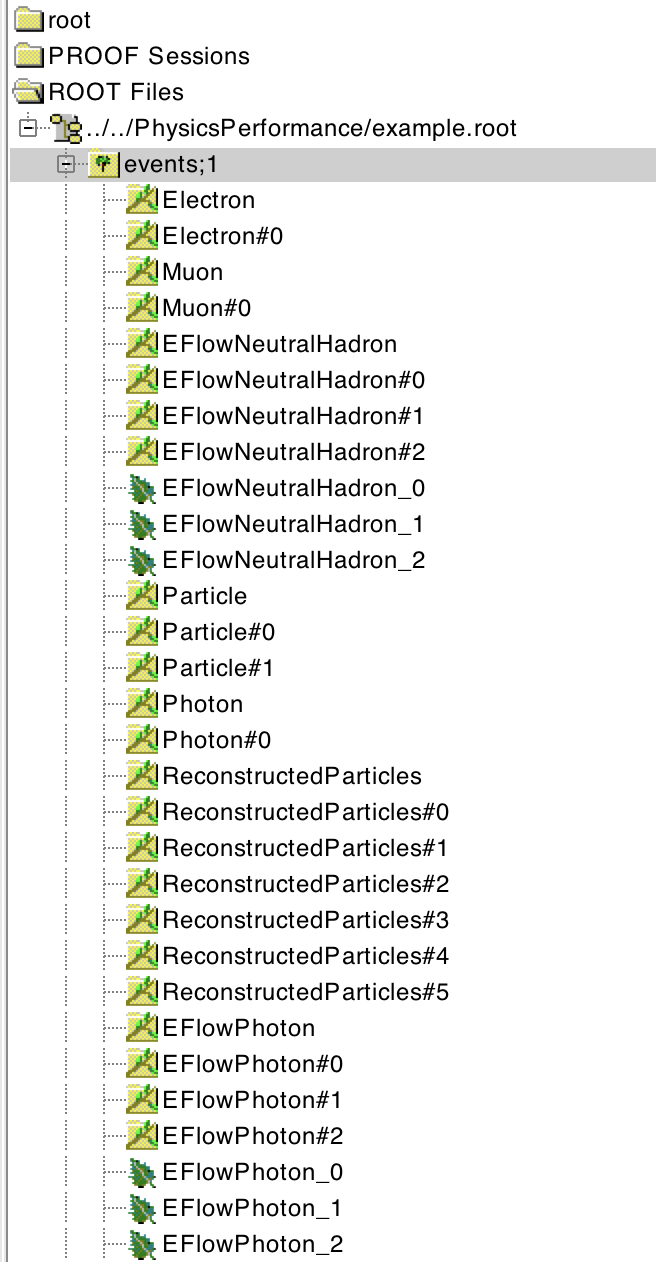 root
PROOF Sessions
ROOT Files
../../PhysicsPerformance/example.root
events;1
Electron
Electron#0
Muon
Muon#0
EFlowNeutralHadron
EFlowNeutralHadron#0
EFlowNeutralHadron#1
EFlowNeutralHadron#2
EFlowNeutralHadron_0
EFlowNeutralHadron_1
EFlowNeutralHadron_2
Particle
Particle#0
Particle#1
Photon
Photon#0
ReconstructedParticles
ReconstructedParticles#0
ReconstructedParticles#1
ReconstructedParticles#2
ReconstructedParticles#3
ReconstructedParticles#4
ReconstructedParticles#5
EFlowPhoton
EFlowPhoton#0
EFlowPhoton#1
EFlowPhoton#2
EFlowPhoton_0
EFlowPhoton_1
EFlowPhoton_2